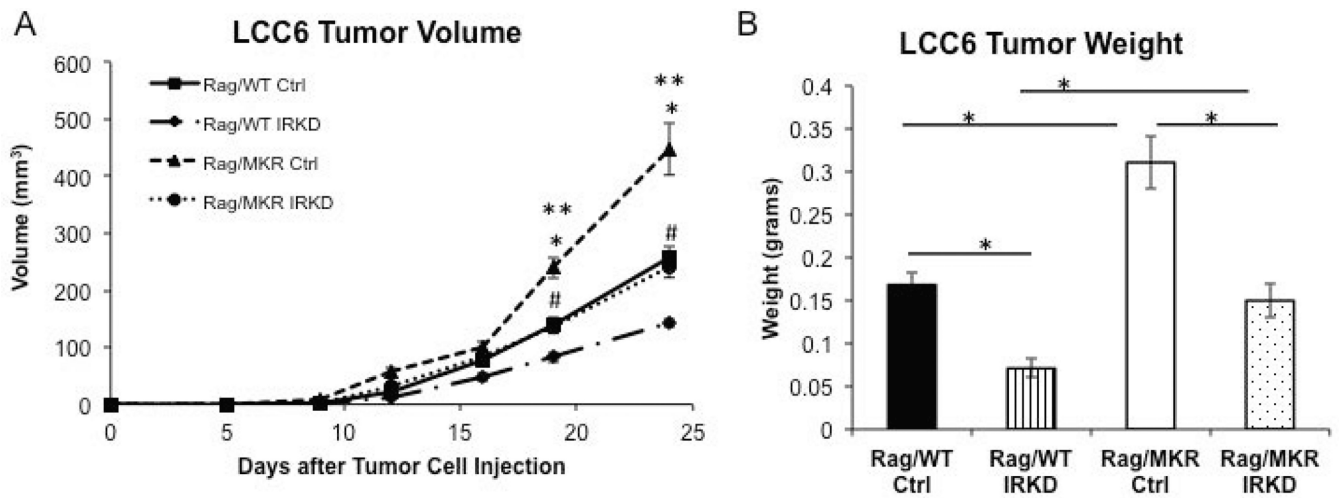 A
LCC6 Tumor Volume
Volume (mm³)
600
500
400
300
200
100
0
Rag/WT Ctrl
Rag/WT IRKD
Rag/MKR Ctrl
Rag/MKR IRKD
**
*
#
**
*
#
0 5 10 15 20 25
Days after Tumor Cell Injection
B
LCC6 Tumor Weight
Weight (grams)
0.4
0.35
0.3
0.25
0.2
0.15
0.1
0.05
0
*
*
*
*
Rag/WT Rag/WT Rag/MKR Rag/MKR
Ctrl IRKD Ctrl IRKD